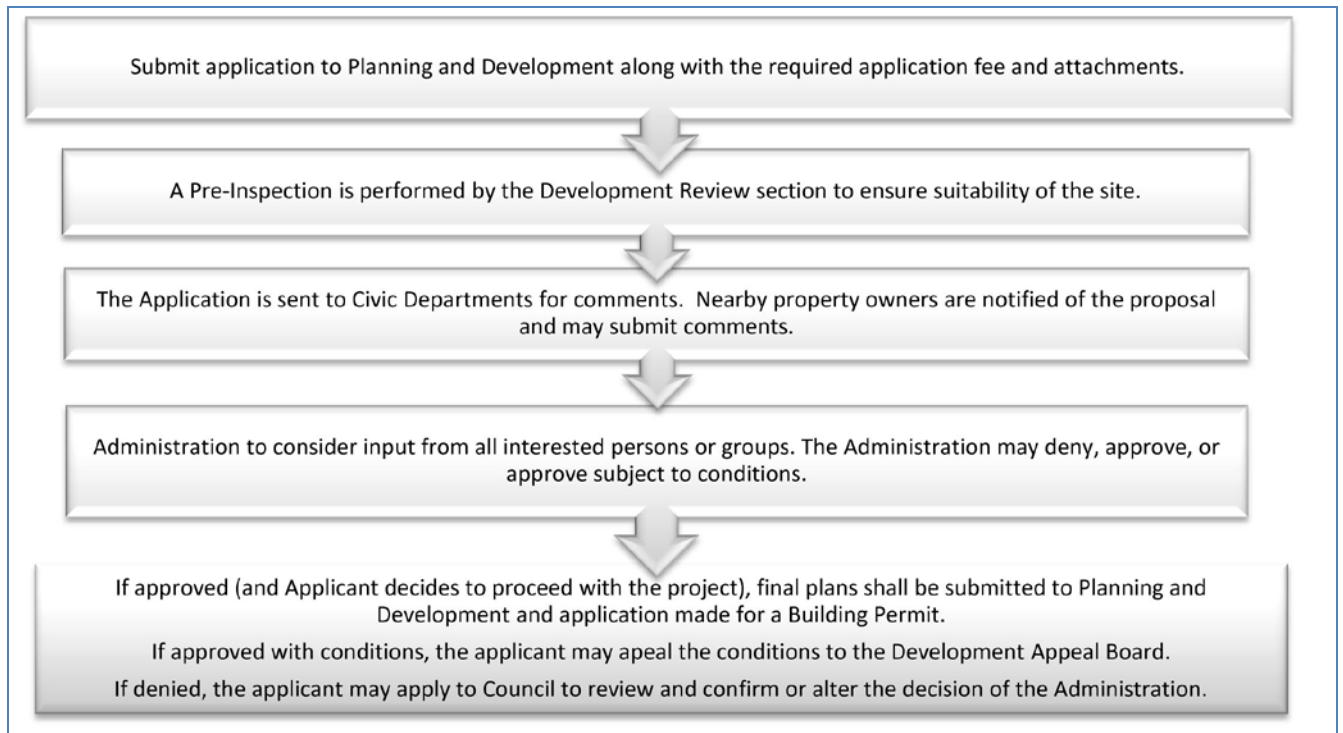 Submit application to Planning and Development along with the required application fee and attachments.
A Pre-Inspection is performed by the Development Review section to ensure suitability of the site.
The Application is sent to Civic Departments for comments.  Nearby property owners are notified of the proposal
and may submit comments.
Administration to consider input from all interested persons or groups. The Administration may deny, approve, or
approve subject to conditions.
If approved (and Applicant decides to proceed with the project), final plans shall be submitted to Planning and
Development and application made for a Building Permit.
If approved with conditions, the applicant may apeal the conditions to the Development Appeal Board.
If denied, the applicant may apply to Council to review and confirm or alter the decision of the Administration.